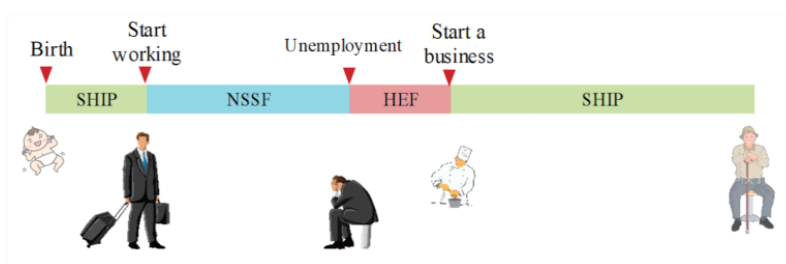 Birth
Start
working
Unemployment
Start a
business
SHIP
NSSF
HEF
SHIP